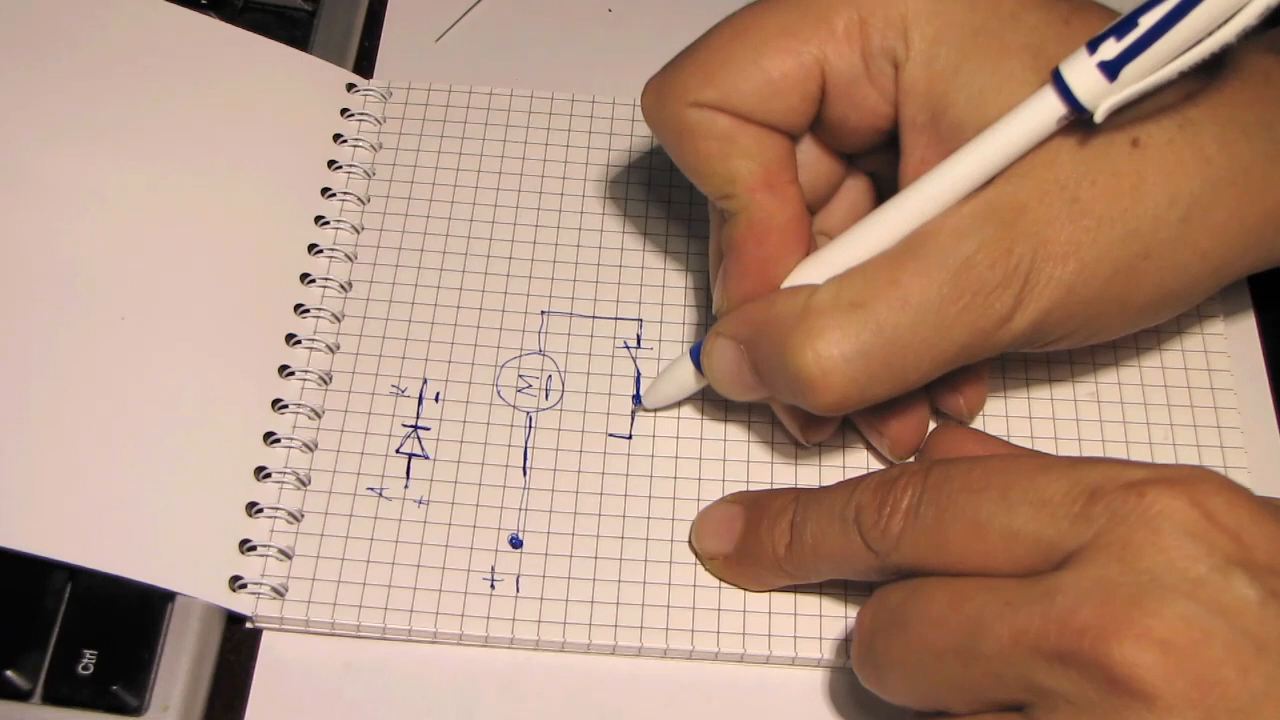 A K
+ -
M
+ -
Ctrl